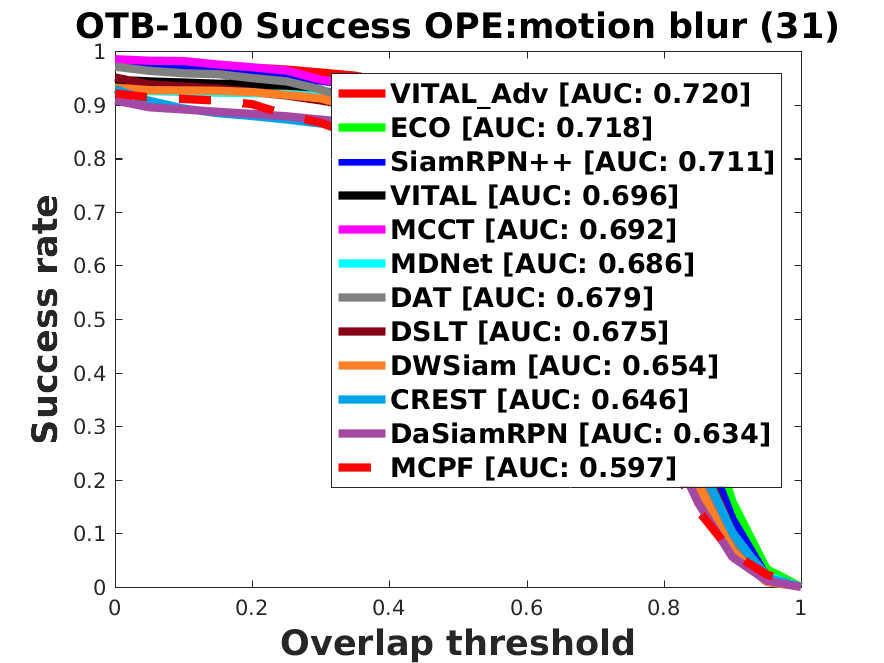 OTB-100 Success OPE:motion blur (31)
1
0.9
0.8
0.7
0.6
0.5
0.4
0.3
0.2
0.1
0
Success rate
VITAL_Adv [AUC: 0.720]
ECO [AUC: 0.718]
SiamRPN++ [AUC: 0.711]
VITAL [AUC: 0.696]
MCCT [AUC: 0.692]
MDNet [AUC: 0.686]
DAT [AUC: 0.679]
DSLT [AUC: 0.675]
DWSiam [AUC: 0.654]
CREST [AUC: 0.646]
DaSiamRPN [AUC: 0.634]
MCPF [AUC: 0.597]
0 0.2 0.4 0.6 0.8 1
Overlap threshold